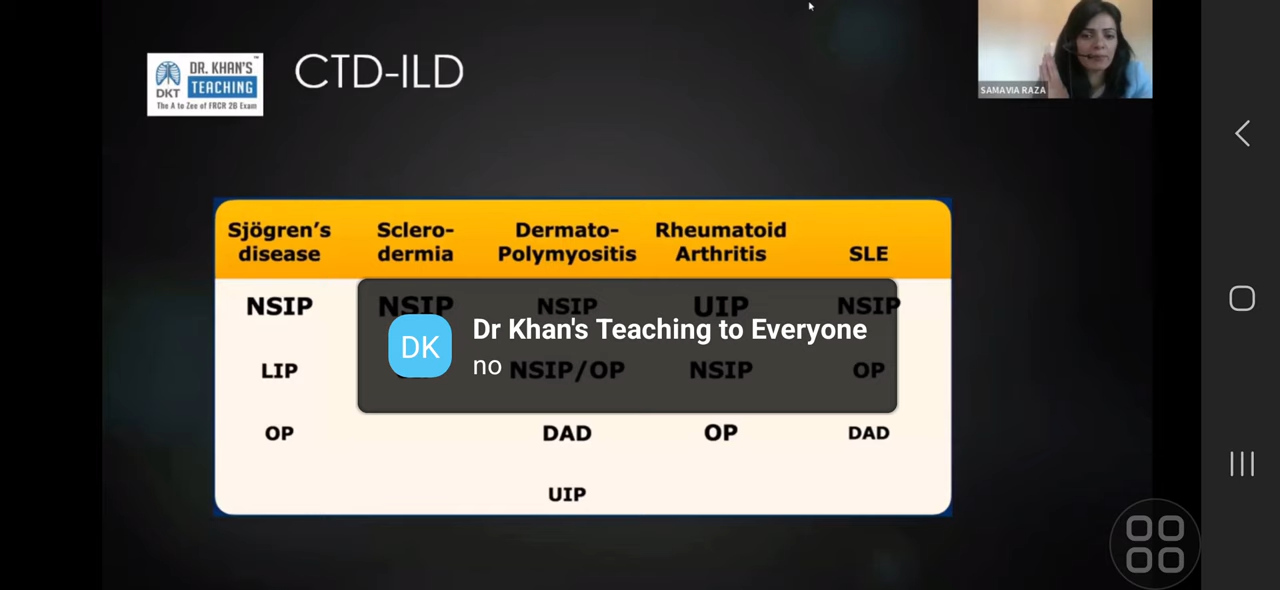 DR. KHAN'S
DKT TEACHING
The A to Zee of FRCR 2B Exam
CTD-ILD
SAMAVIA RAZA
Sjögren's disease
Sclero-dermia
Dermato-Polymyositis
Rheumatoid Arthritis
SLE
NSIP NSIP NSIP UIP NSIP
DK
Dr Khan's Teaching to Everyone
no
LIP NSIP/OP NSIP OP
OP DAD OP DAD
UIP